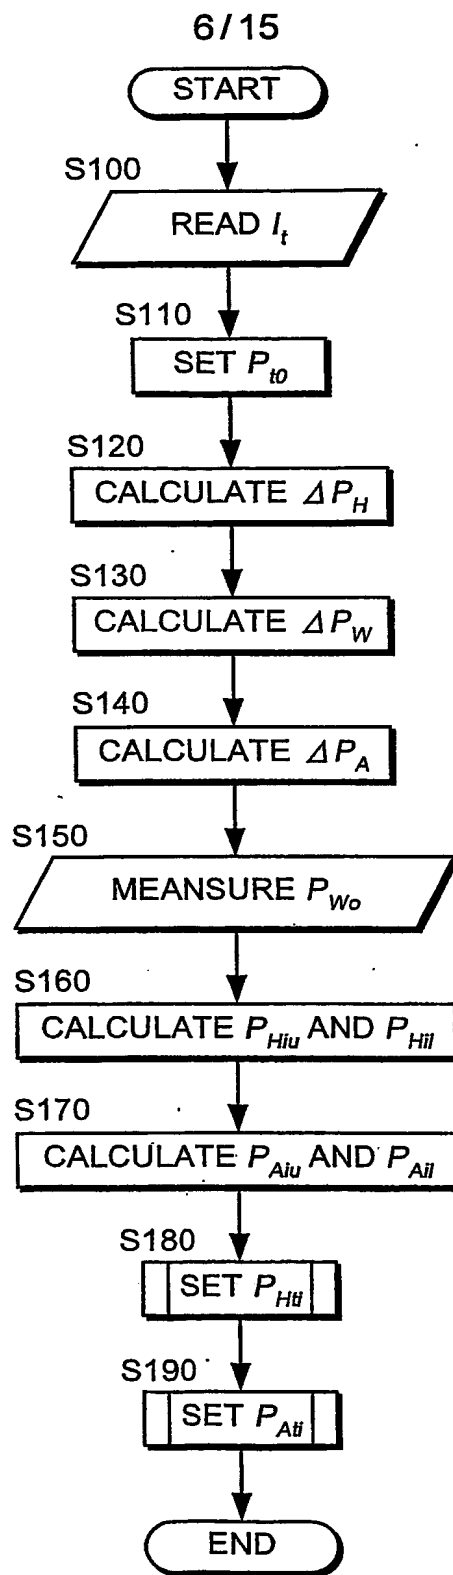 6/15
START
S100
READ I_t
S110
SET P_t0
S120
CALCULATE ΔP_H
S130
CALCULATE ΔP_W
S140
CALCULATE ΔP_A
S150
MEANSURE P_Wo
S160
CALCULATE P_Hiu AND P_Hil
S170
CALCULATE P_Aiu AND P_Ail
S180
SET P_Hti
S190
SET P_Ati
END